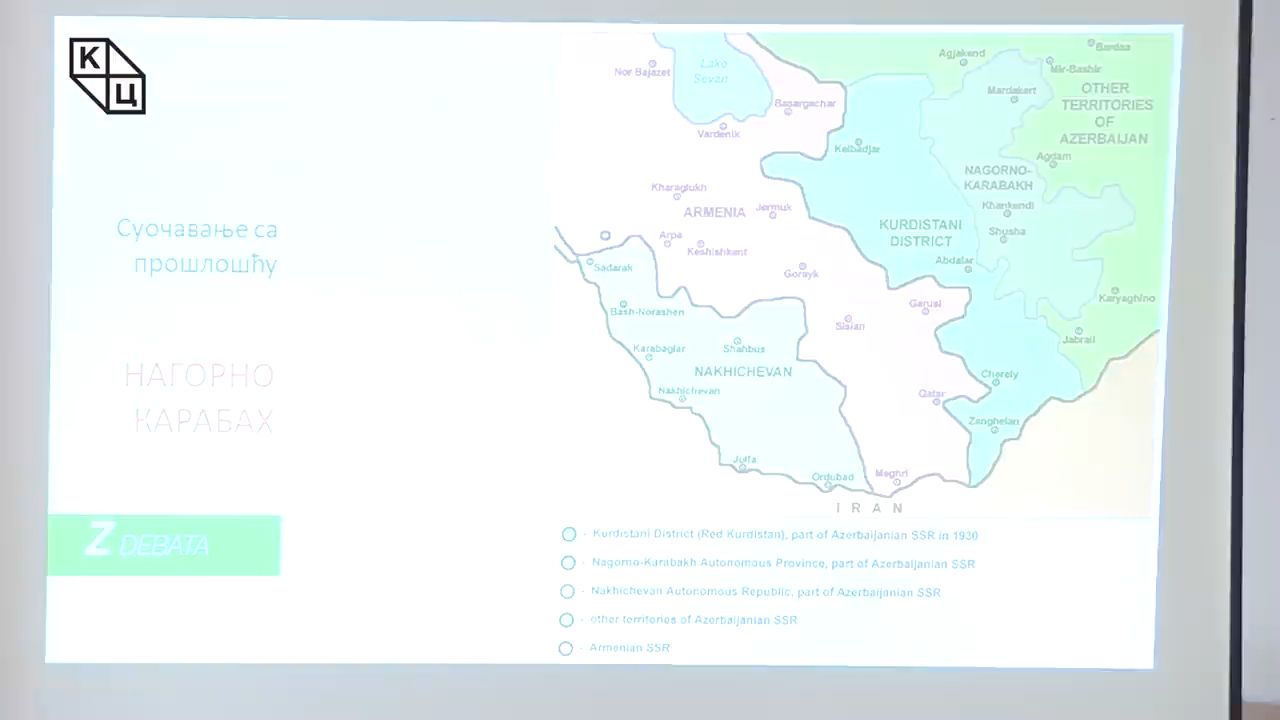 К
Ц
Суочавање са
прошлошћу
НАГОРНО
КАРАБАХ
Z DEBATA
Nor Bajazet
Lake
Sevan
Basargechar
Vardenik
Agjakend
Bardaa
Mir-Bashir
Mardakert
OTHER
TERRITORIES
OF
AZERBAIJAN
Kelbadjar
Agdam
NAGORNO-
KARABAKH
Kharaglukh
ARMENIA
Jermuk
Khankendi
KURDISTANI
DISTRICT
Shusha
Arpa
Keshishkent
Abdalar
Sadarak
Gorayk
Karyaghino
Bash-Norashen
Garusi
Sisian
Jabrail
Karabaglar
Shahbus
NAKHICHEVAN
Cherely
Nakhichevan
Qatar
Zanghelan
Julfa
Ordubad
Meghri
IRAN
- Kurdistani District (Red Kurdistan), part of Azerbaijanian SSR in 1930
- Nagorno-Karabakh Autonomous Province, part of Azerbaijanian SSR
- Nakhichevan Autonomous Republic, part of Azerbaijanian SSR
- other territories of Azerbaijanian SSR
- Armenian SSR